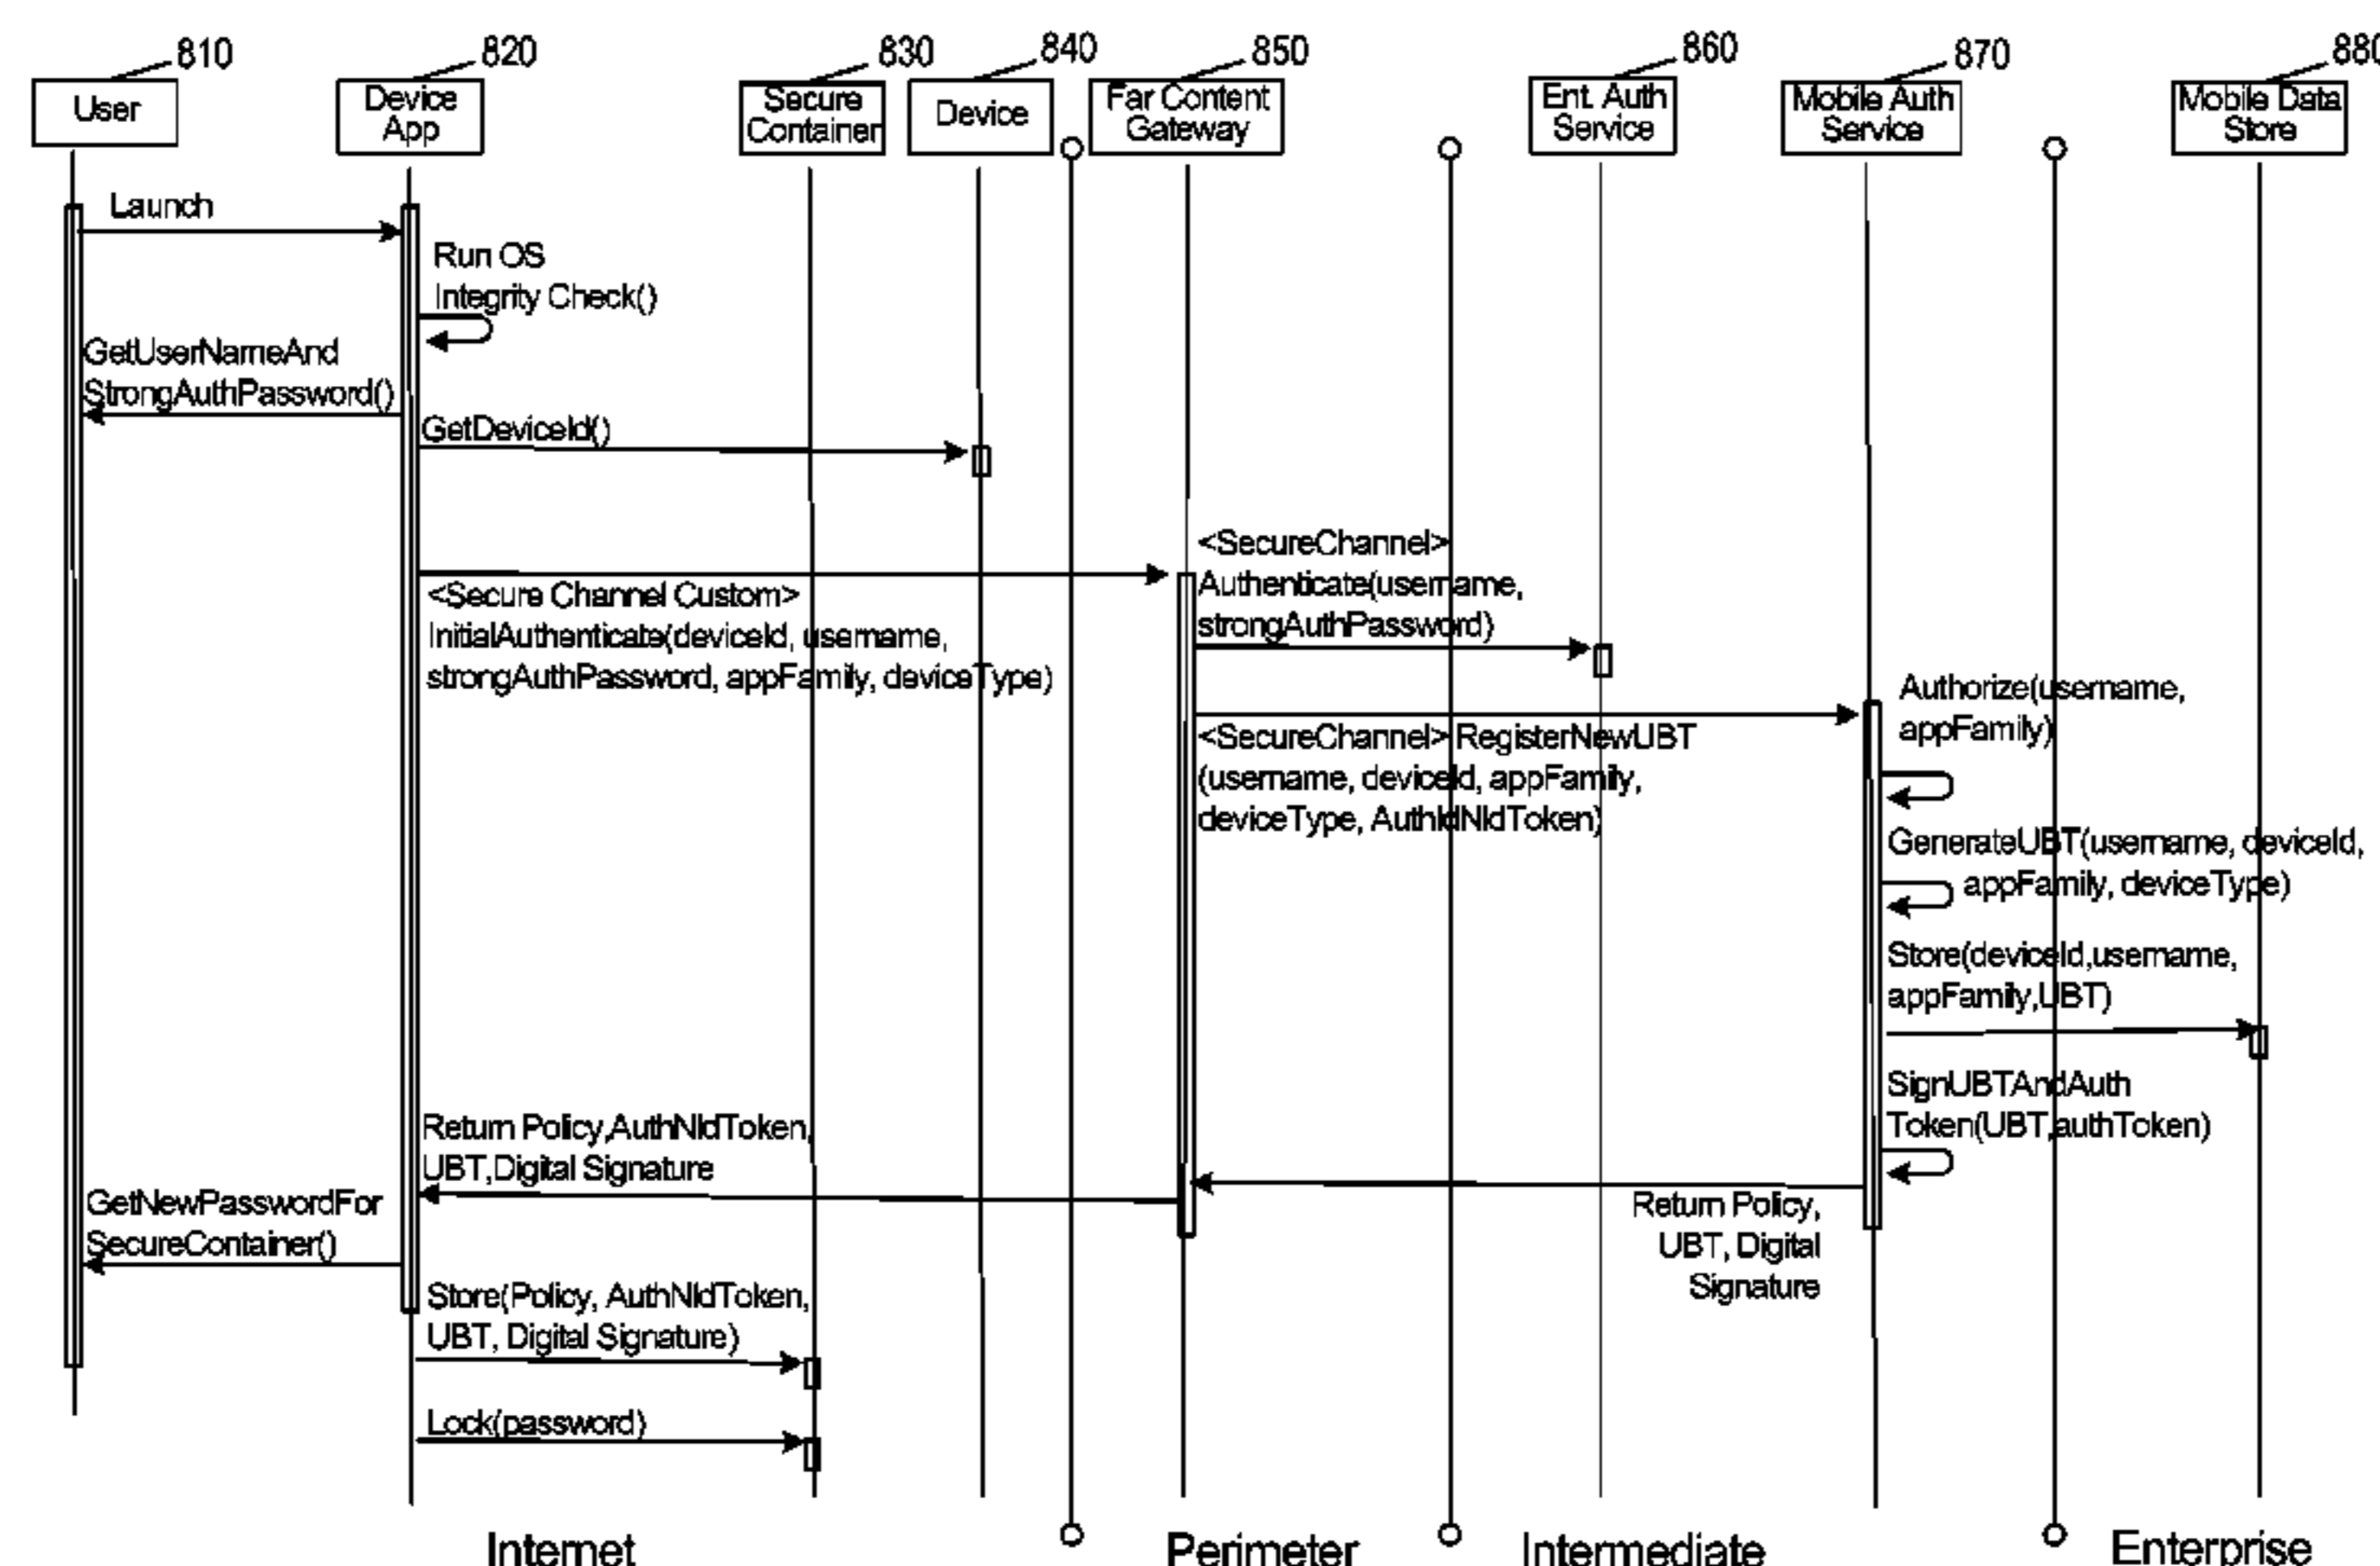 810
820
830
840
850
860
870
880
User
Device
App
Secure
Container
Device
Far Content
Gateway
Ent. Auth
Service
Mobile Auth
Service
Mobile Data
Store
Launch
Run OS
Integrity Check()
GetUserNameAnd
StrongAuthPassword()
GetDeviceId()
<Secure Channel Custom>
InitialAuthenticate(deviceId, username,
strongAuthPassword, appFamily, deviceType)
<SecureChannel>
Authenticate(username,
strongAuthPassword)
<SecureChannel> RegisterNewUBT
(username, deviceId, appFamily,
deviceType, AuthIdNIdToken)
Authorize(username,
appFamily)
GenerateUBT(username, deviceId,
appFamily, deviceType)
Store(deviceId,username,
appFamily,UBT)
SignUBTAndAuth
Token(UBT,authToken)
Return Policy,
UBT, Digital
Signature
Return Policy,AuthNIdToken,
UBT,Digital Signature
GetNewPasswordFor
SecureContainer()
Store(Policy, AuthNIdToken,
UBT, Digital Signature)
Lock(password)
Internet
Perimeter
Intermediate
Enterprise